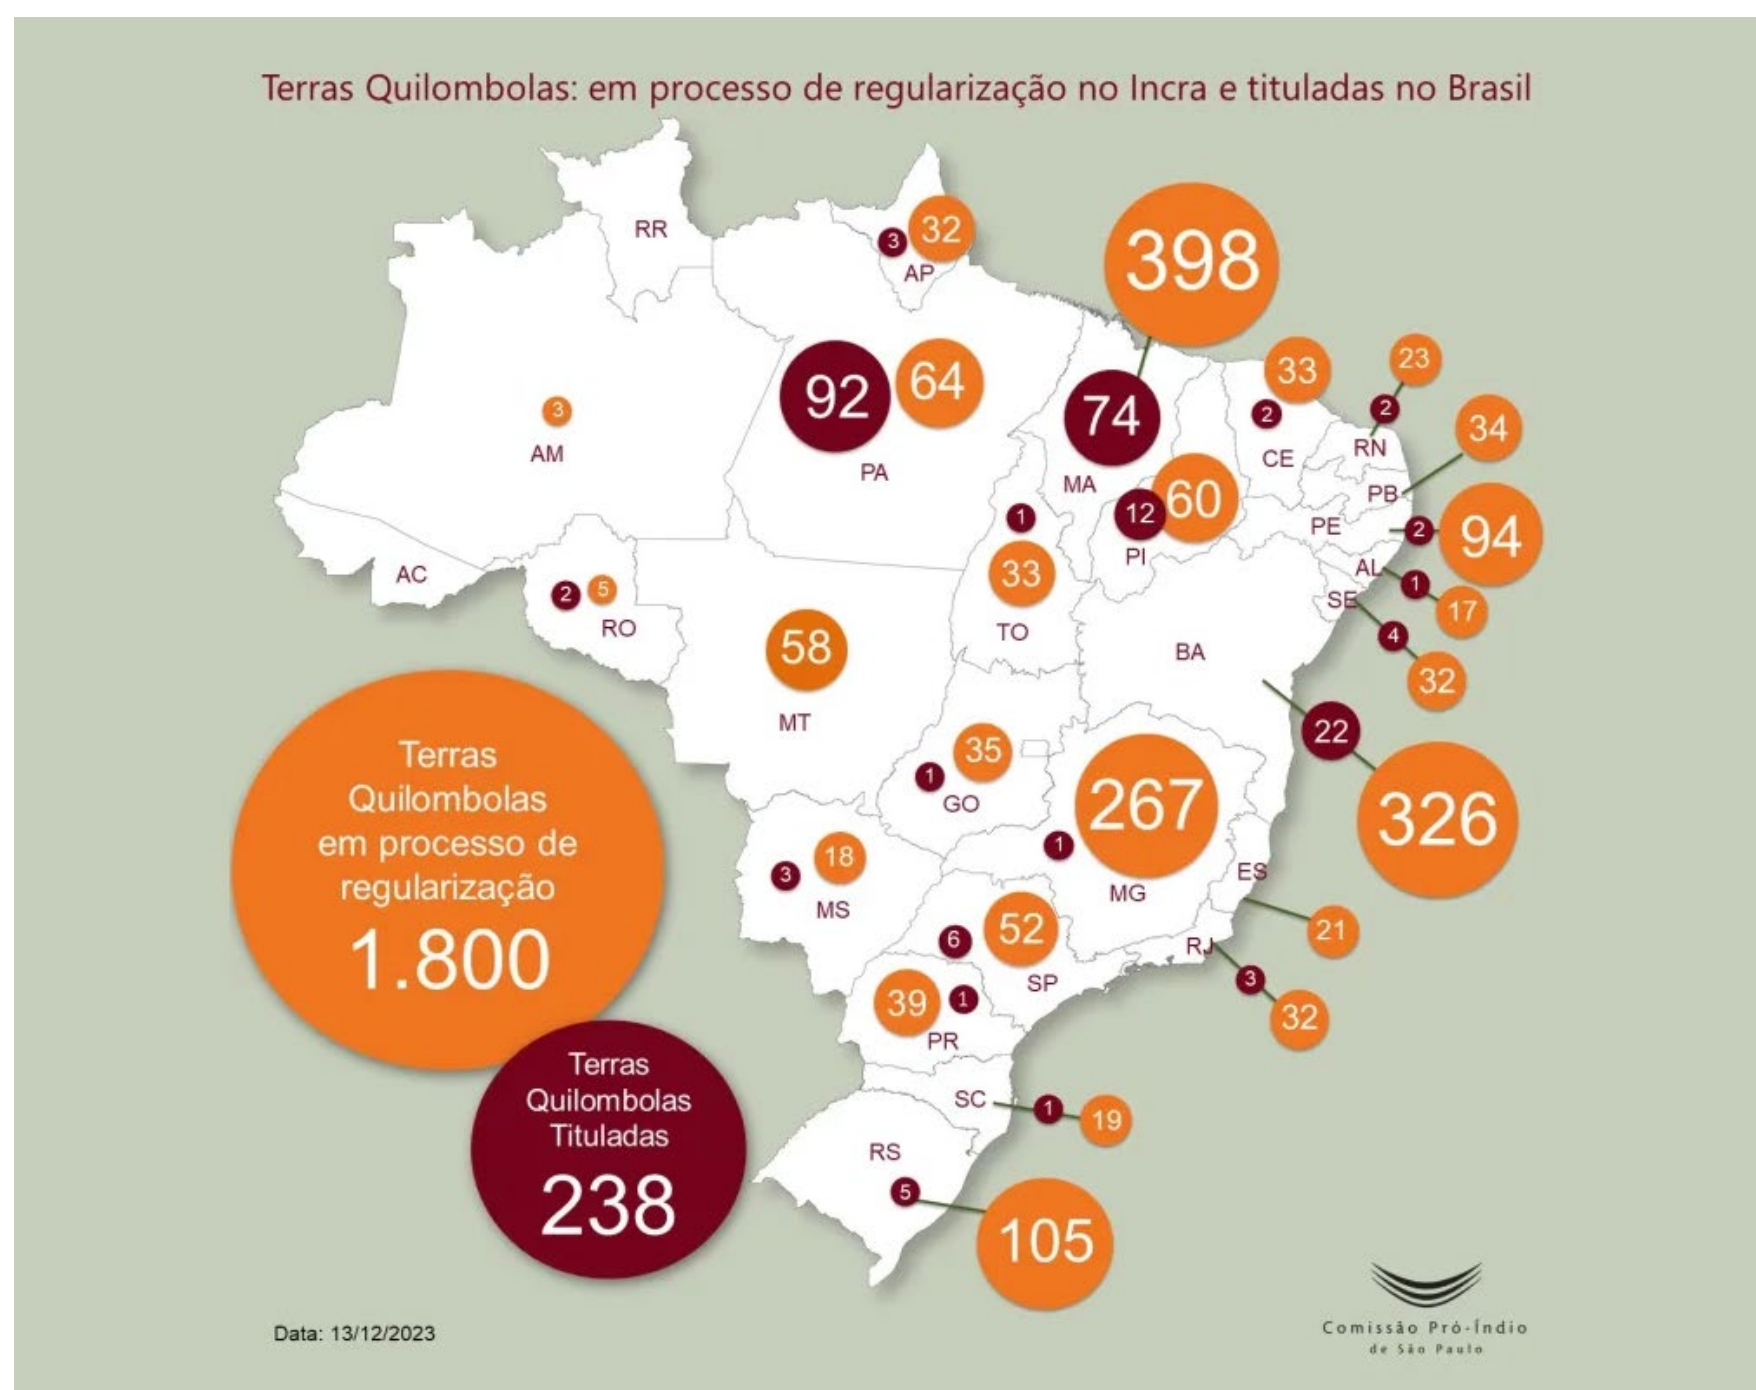 Terras Quilombolas: em processo de regularização no Incra e tituladas no Brasil
RR
3
32
AP
398
92
64
PA
74
MA
33
2
CE
23
2
RN
34
PB
3
AM
12
60
PI
PE
2
94
AL
1
17
SE
4
32
1
33
TO
AC
2
5
RO
58
MT
BA
22
326
35
1
GO
267
1
MG
ES
21
18
3
MS
52
6
SP
RJ
3
32
39
1
PR
SC
1
19
RS
5
105
Terras
Quilombolas
em processo de
regularização
1.800
Terras
Quilombolas
Tituladas
238
Data: 13/12/2023
Comissão Pró-Índio
de São Paulo